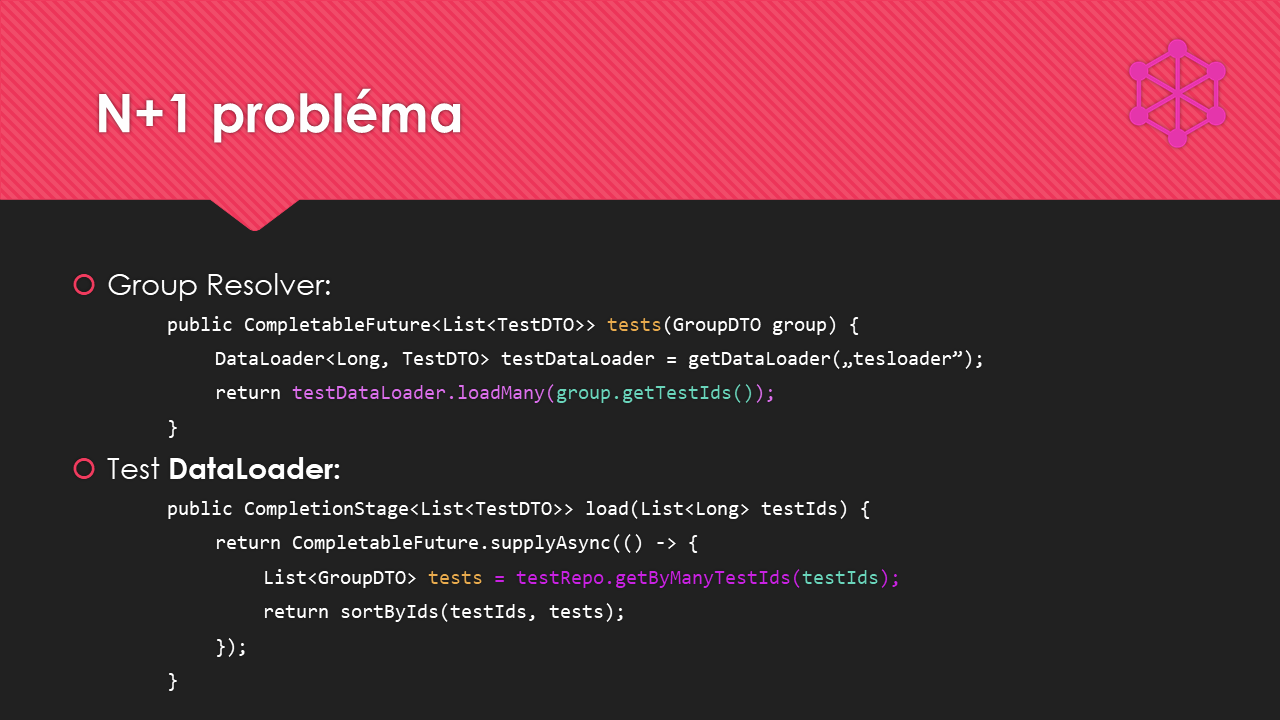 N+1 probléma
Group Resolver:
public CompletableFuture<List<TestDTO>> tests(GroupDTO group) {
DataLoader<Long, TestDTO> testDataLoader = getDataLoader(„tesloader”);
return testDataLoader.loadMany(group.getTestIds());
}
Test DataLoader:
public CompletionStage<List<TestDTO>> load(List<Long> testIds) {
return CompletableFuture.supplyAsync(() -> {
List<GroupDTO> tests = testRepo.getByManyTestIds(testIds);
return sortByIds(testIds, tests);
});
}